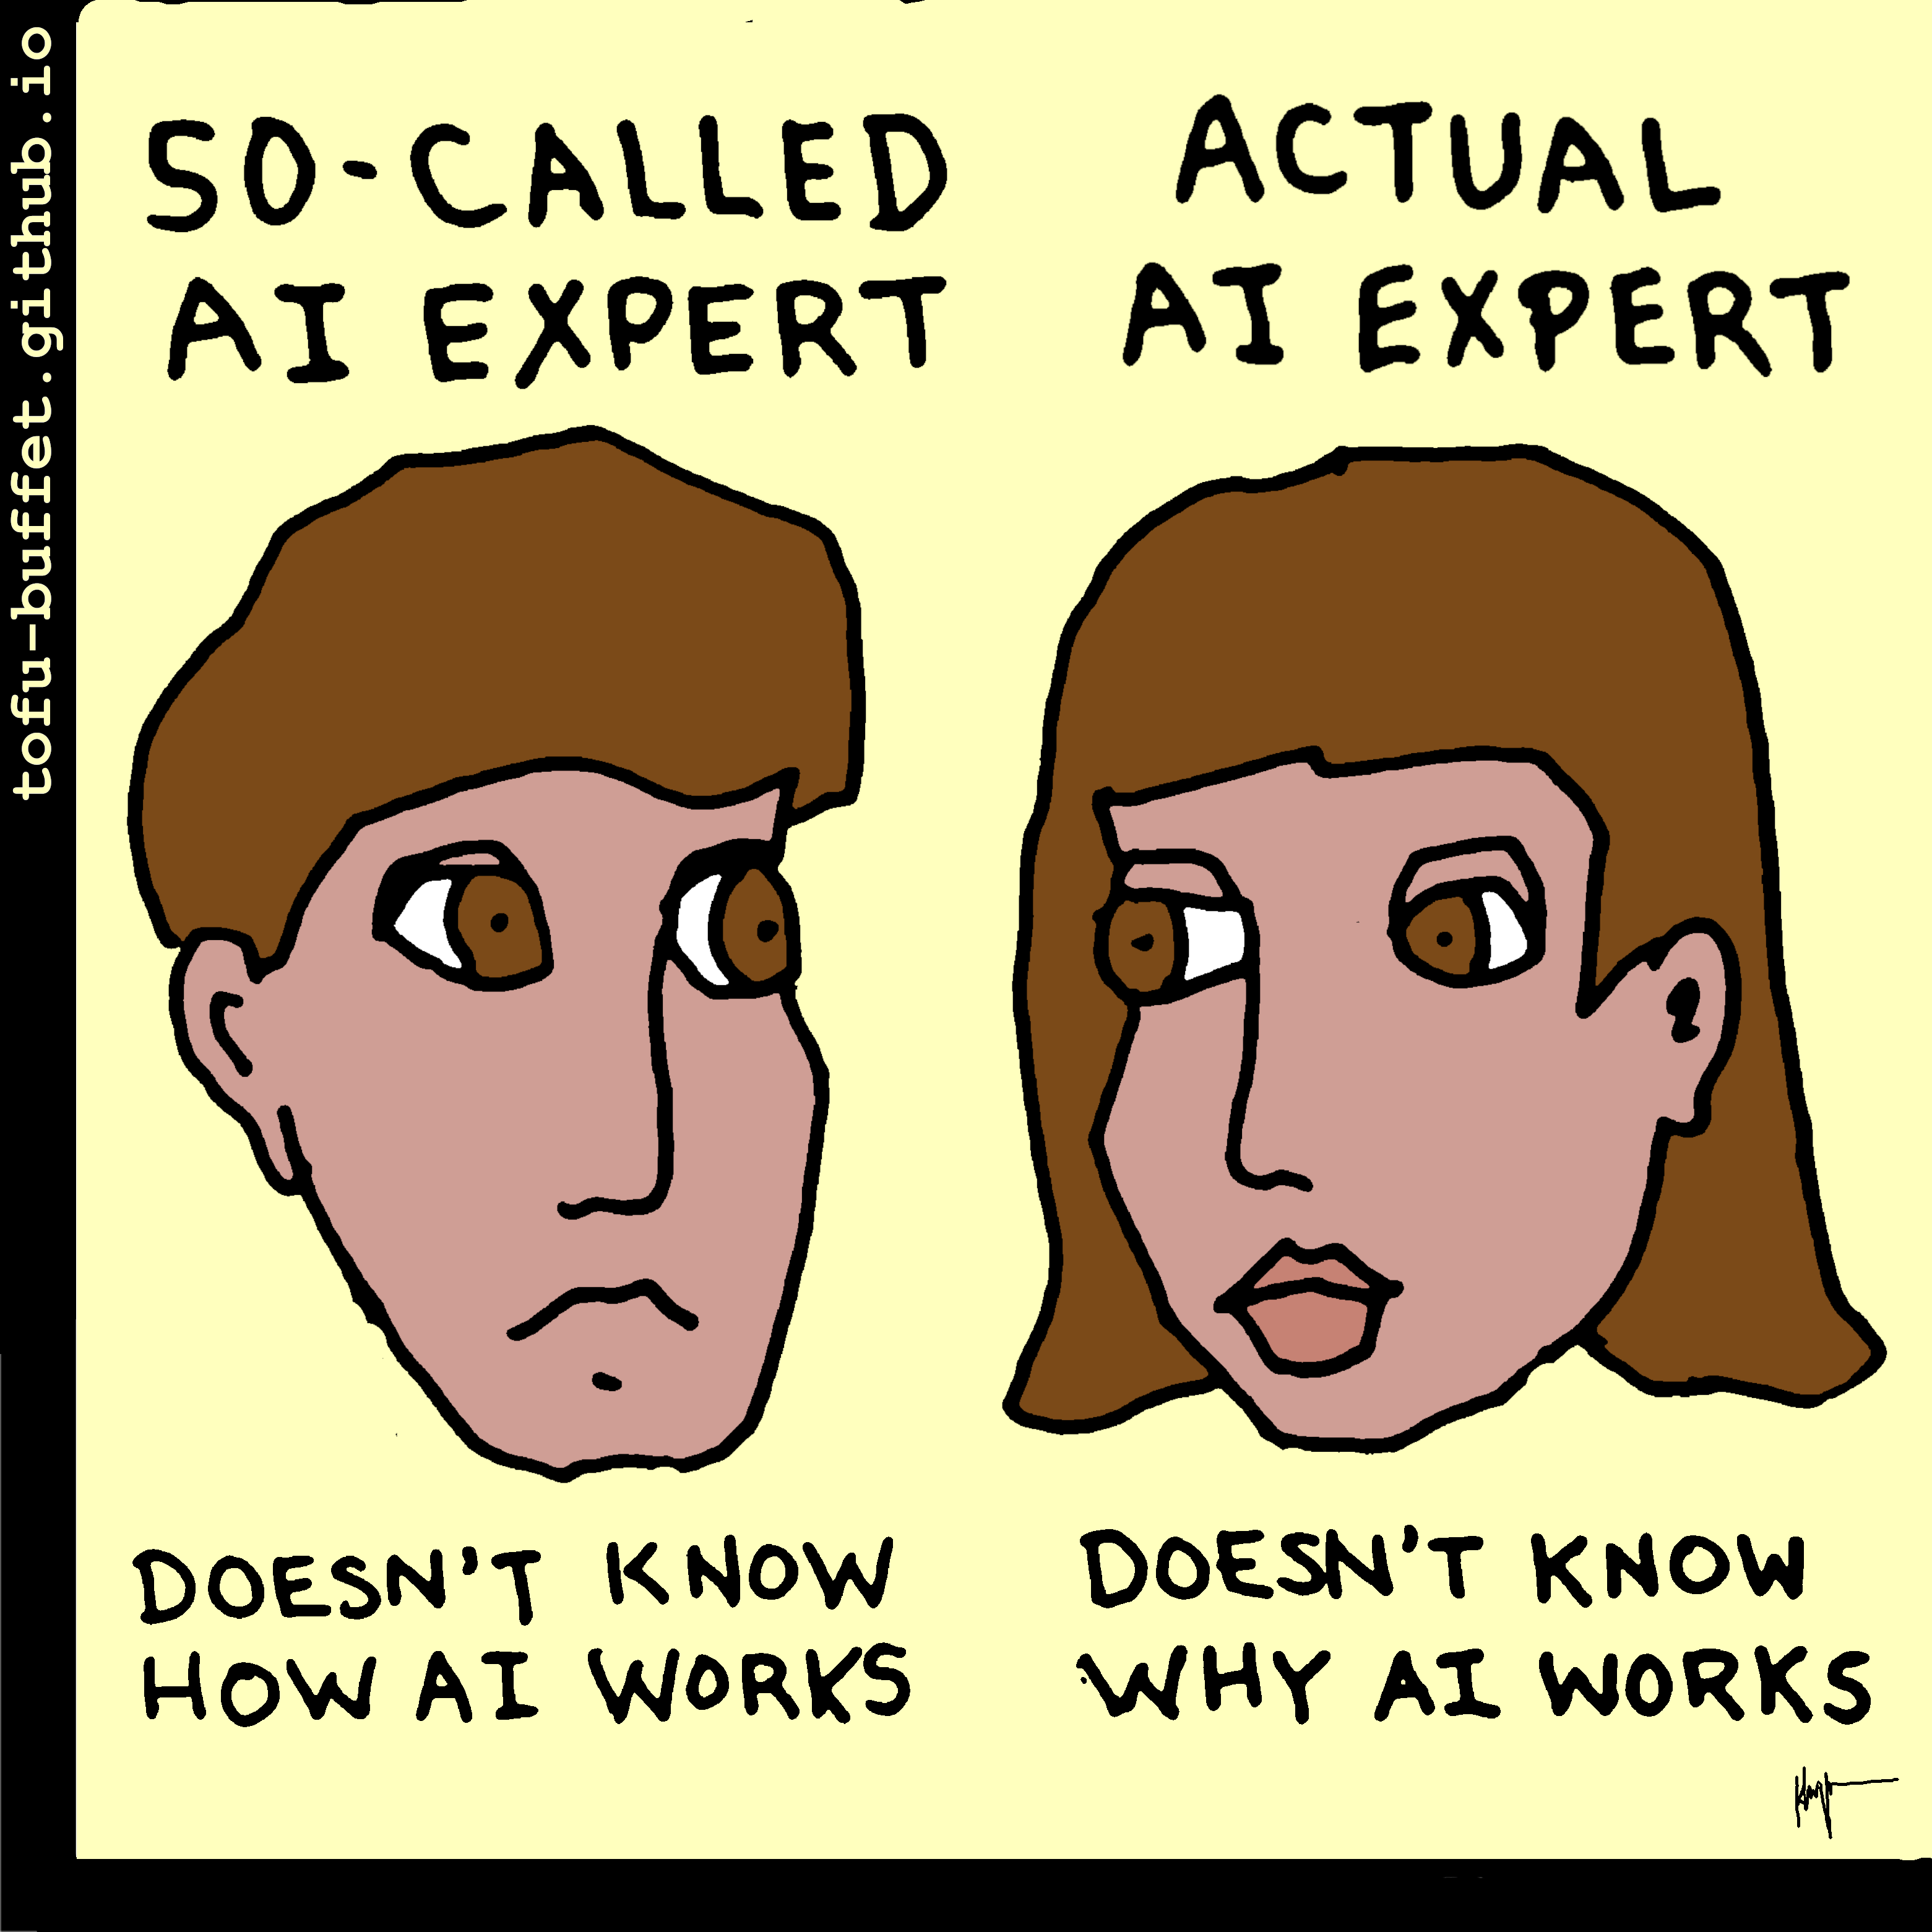 tofu-buffet.github.io
SO-CALLED
AI EXPERT
ACTUAL
AI EXPERT
DOESN'T KNOW
HOW AI WORKS
DOESN'T KNOW
WHY AI WORKS